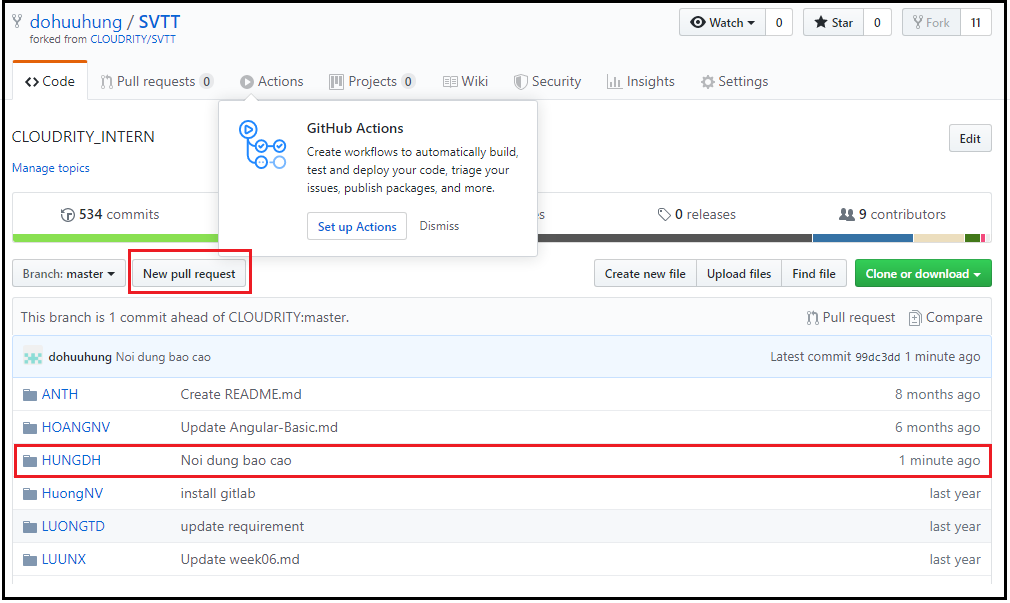 dohuuhung / SVTT
forked from CLOUDRITY/SVTT
Watch 0 Star 0 Fork 11
Code Pull requests 0 Actions Projects 0 Wiki Security Insights Settings
GitHub Actions
Create workflows to automatically build,
test and deploy your code, triage your
issues, publish packages, and more.
Set up Actions Dismiss
CLOUDRITY_INTERN
Edit
Manage topics
534 commits
es
0 releases
9 contributors
Branch: master New pull request Create new file Upload files Find file Clone or download
This branch is 1 commit ahead of CLOUDRITY:master. Pull request Compare
dohuuhung Noi dung bao cao Latest commit 99dc3dd 1 minute ago
ANTH Create README.md 8 months ago
HOANGNV Update Angular-Basic.md 6 months ago
HUNGDH Noi dung bao cao 1 minute ago
HuongNV install gitlab last year
LUONGTD update requirement last year
LUUNX Update week06.md last year